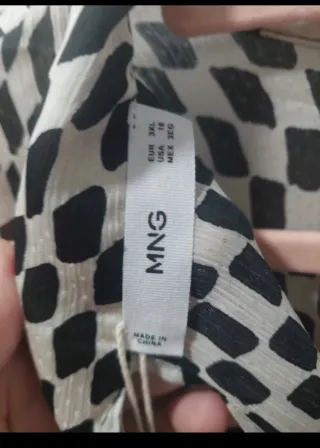 EUR 3XL
USA 18
MEX 3EG
MNG
MADE IN
CHINA